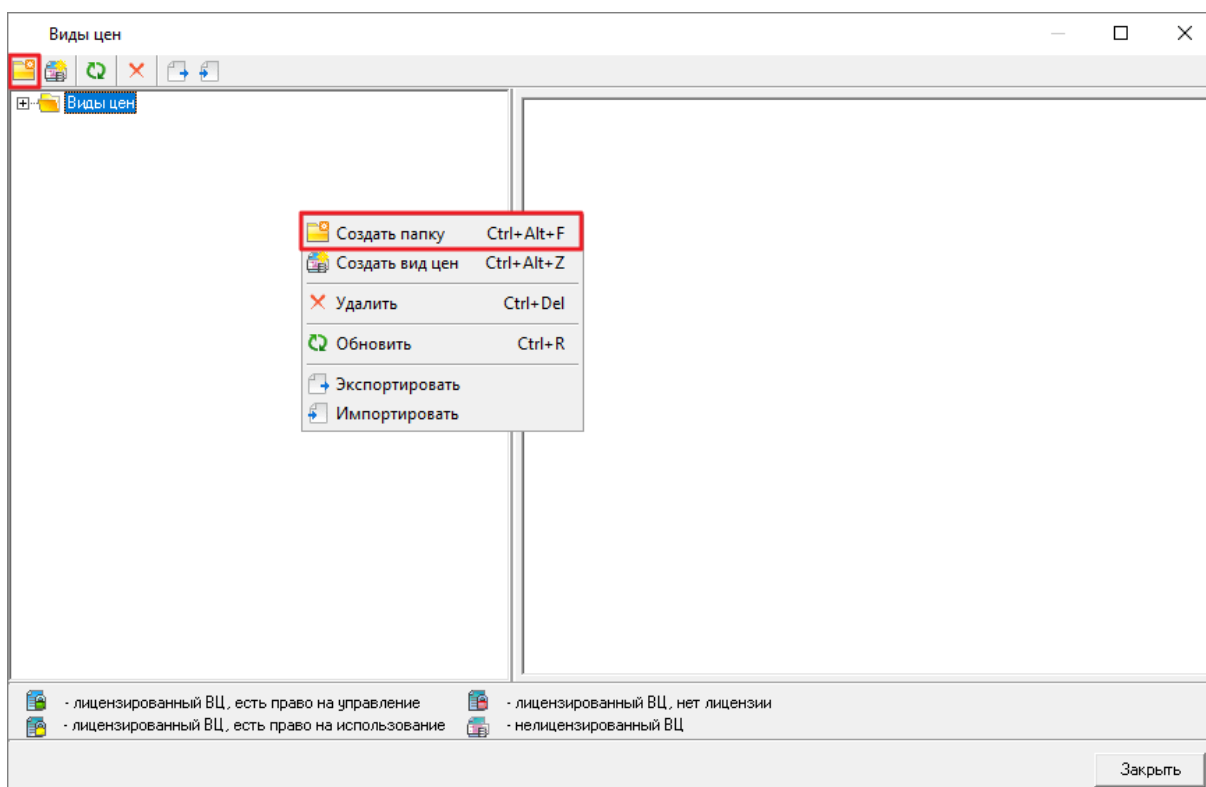 Виды цен
Виды цен
Создать папку Ctrl+Alt+F
Создать вид цен Ctrl+Alt+Z
Удалить Ctrl+Del
Обновить Ctrl+R
Экспортировать
Импортировать
- лицензированный ВЦ, есть право на управление - лицензированный ВЦ, нет лицензии
- лицензированный ВЦ, есть право на использование - нелицензированный ВЦ
Закрыть